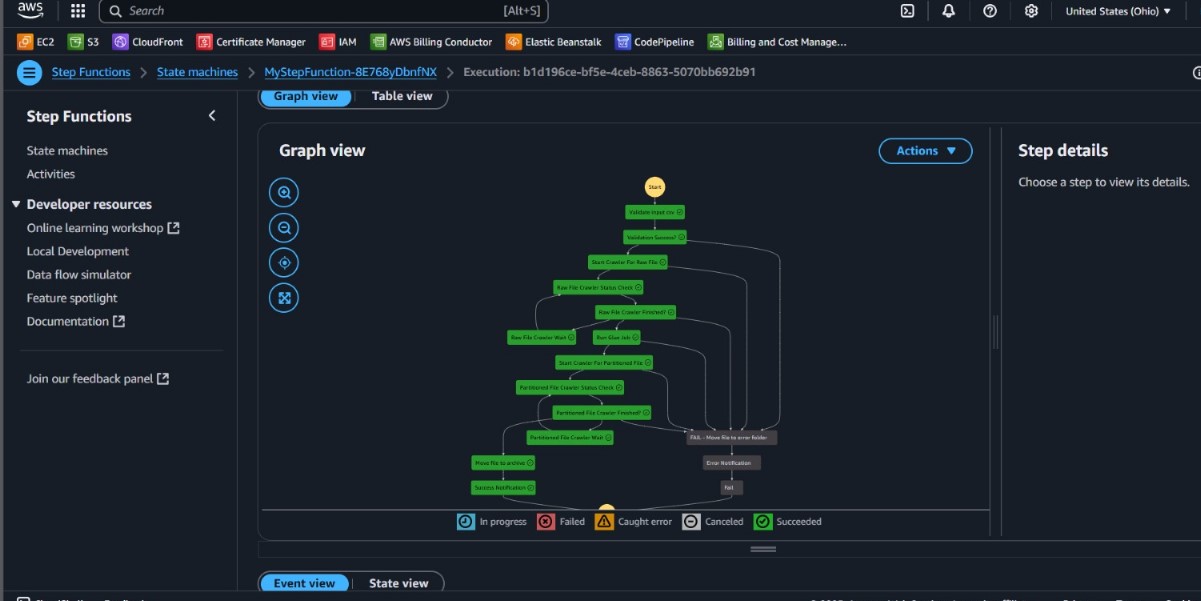 aws
Search [Alt+S] United States (Ohio)
EC2 S3 CloudFront Certificate Manager IAM AWS Billing Conductor Elastic Beanstalk CodePipeline Billing and Cost Manage...
Step Functions > State machines > MyStepFunction-8E768yDbnfNX > Execution: b1d196ce-bf5e-4ceb-8863-5070bb692b91
Graph view Table view
Step Functions
State machines
Activities
Developer resources
Online learning workshop
Local Development
Data flow simulator
Feature spotlight
Documentation
Join our feedback panel
Graph view
Actions
Start
Validate Input csv
Validation Success?
Start Crawler For Raw File
Raw File Crawler Status Check
Raw File Crawler Finished?
Raw File Crawler Wait
Run Glue Job
Start Crawler For Partitioned File
Partitioned File Crawler Status Check
Partitioned File Crawler Finished?
Partitioned File Crawler Wait
FAIL - Move file to error folder
Move file to archive
Error Notification
Success Notification
Fail
In progress Failed Caught error Canceled Succeeded
Step details
Choose a step to view its details.
Event view State view